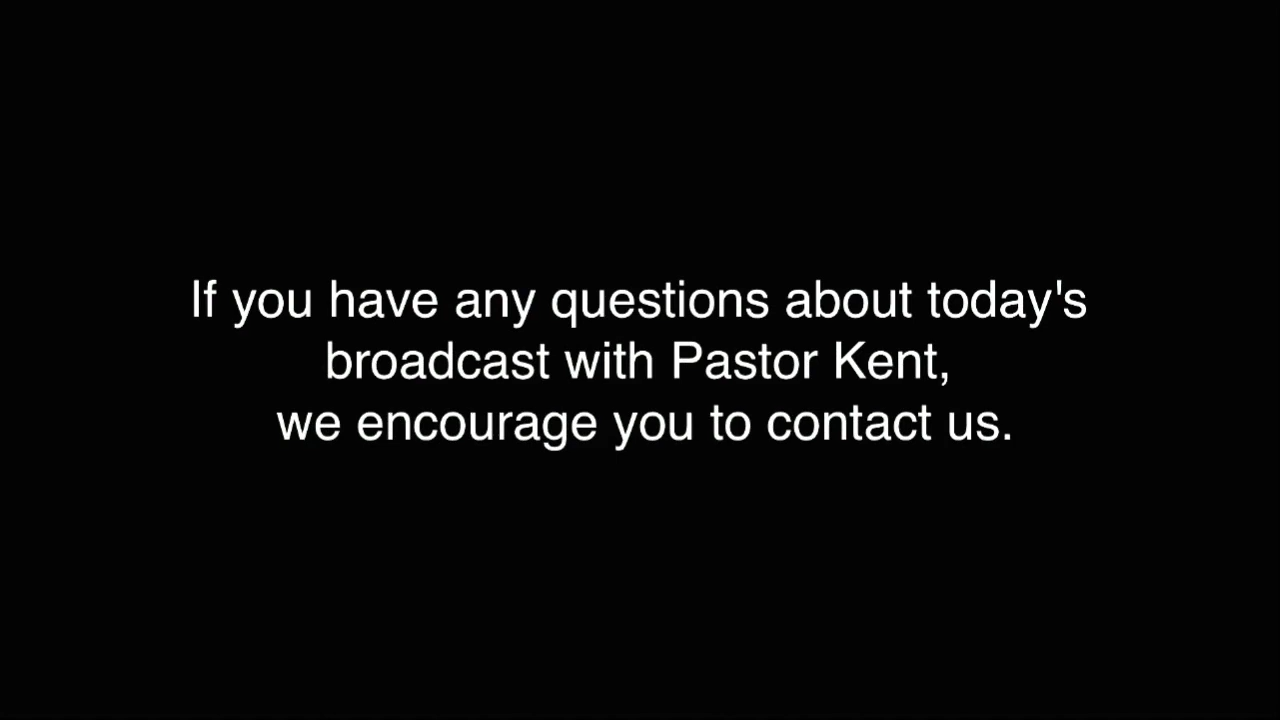 If you have any questions about today's
broadcast with Pastor Kent,
we encourage you to contact us.